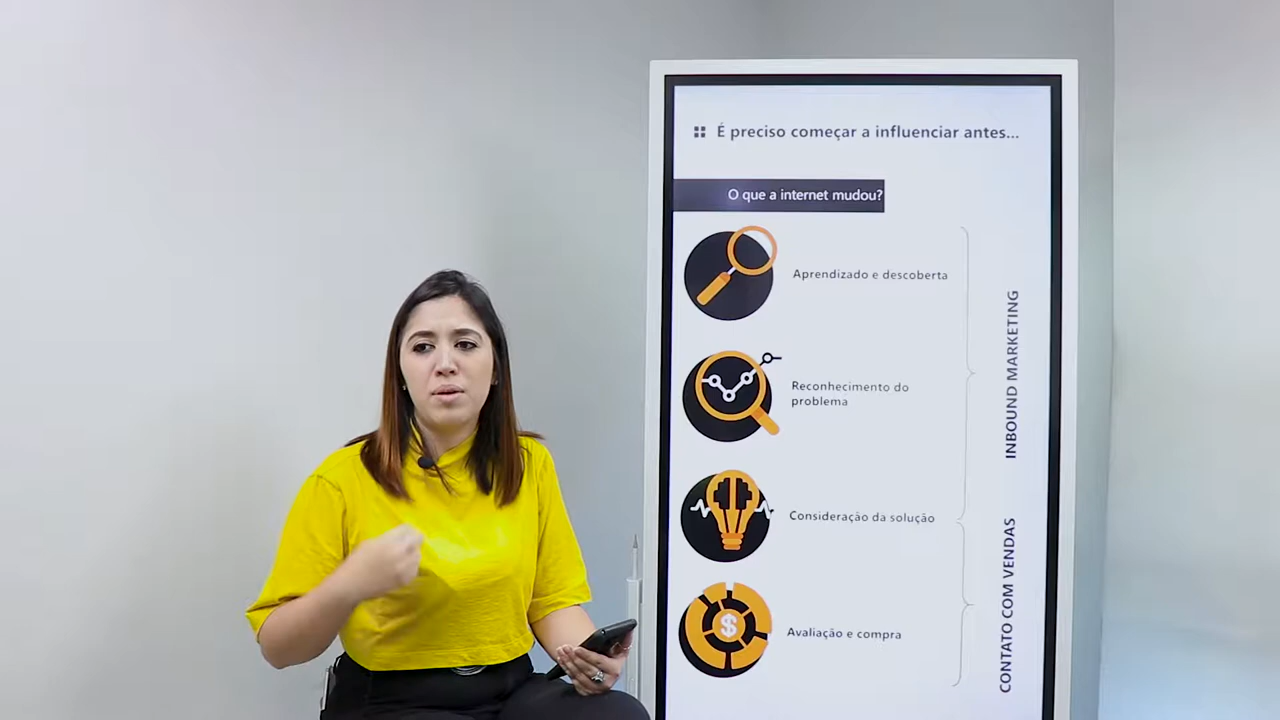 É preciso começar a influenciar antes...
O que a internet mudou?
Aprendizado e descoberta
Reconhecimento do
problema
Consideração da solução
$
Avaliação e compra
INBOUND MARKETING
CONTATO COM VENDAS